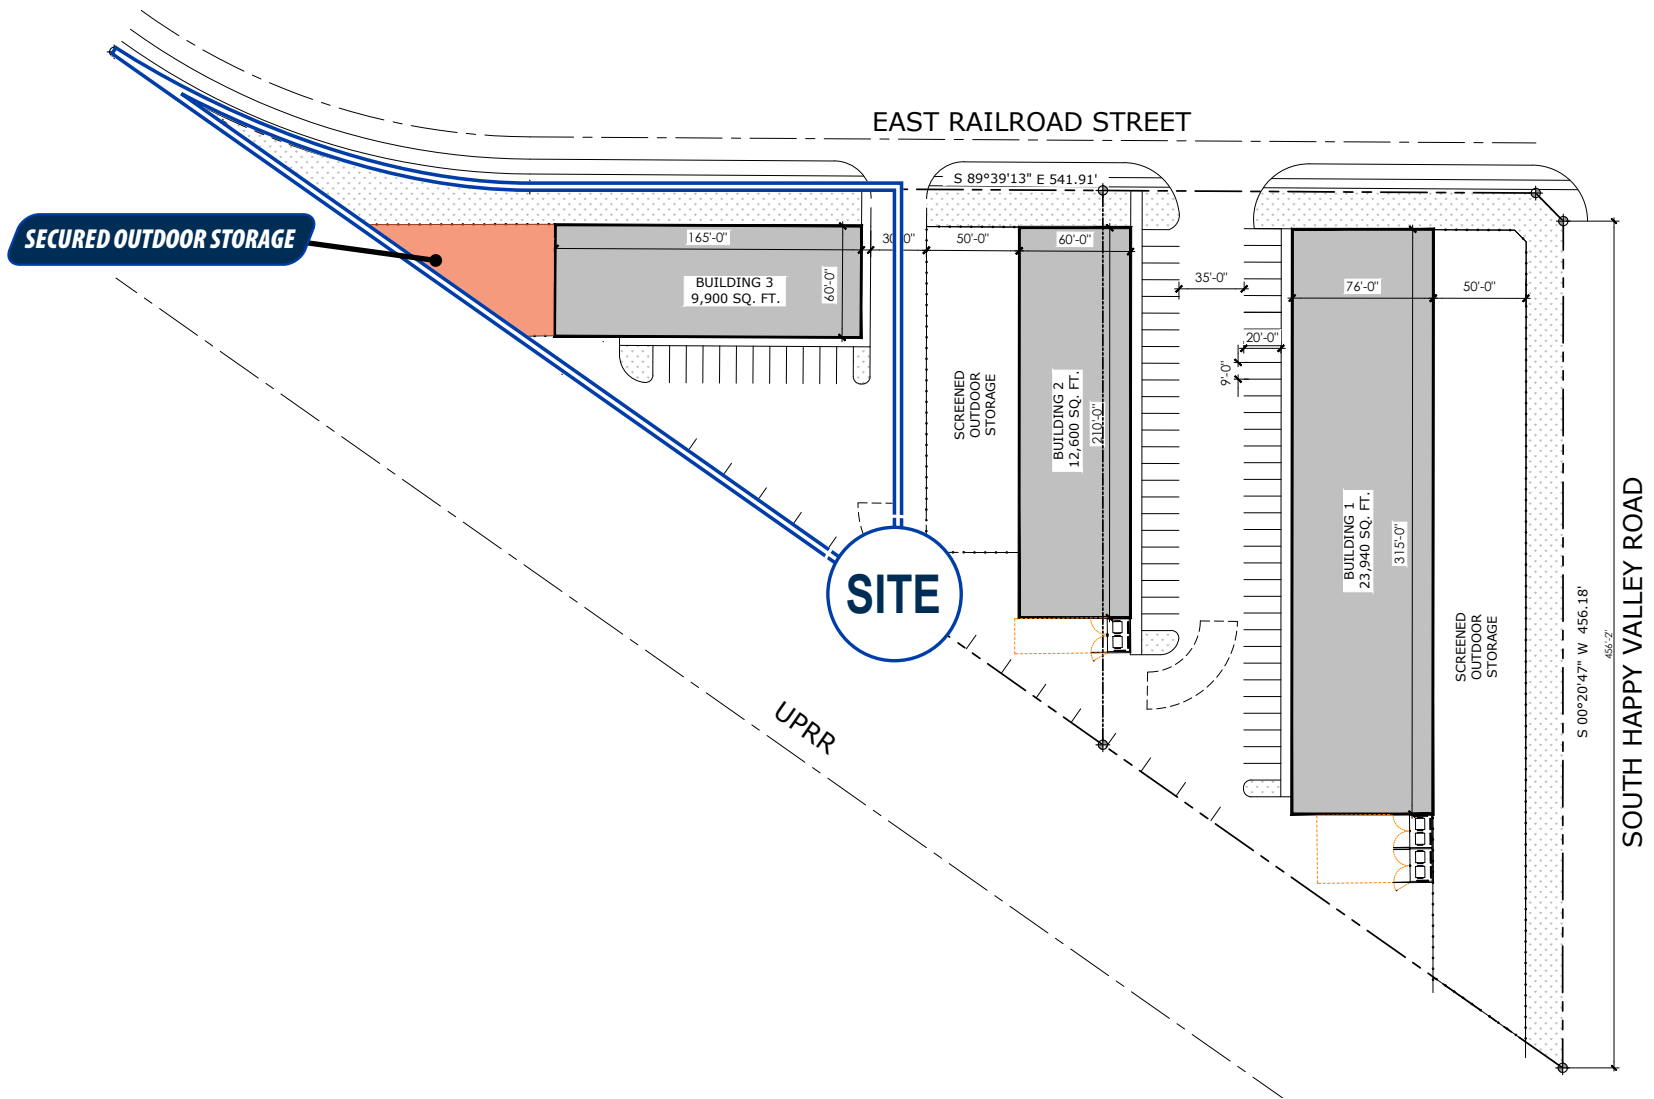 EAST RAILROAD STREET
S 89°39'13" E 541.91'
SECURED OUTDOOR STORAGE
165'-0"
30'-0"
50'-0"
60'-0"
BUILDING 3
9,900 SQ. FT.
60'-0"
35'-0"
76'-0"
50'-0"
20'-0"
9'-0"
SCREENED
OUTDOOR
STORAGE
BUILDING 2
12,600 SQ. FT.
210'-0"
BUILDING 1
23,940 SQ. FT.
315'-0"
SITE
SCREENED
OUTDOOR
STORAGE
S 00°20'47" W 456.18'
456'-2"
SOUTH HAPPY VALLEY ROAD
UPRR